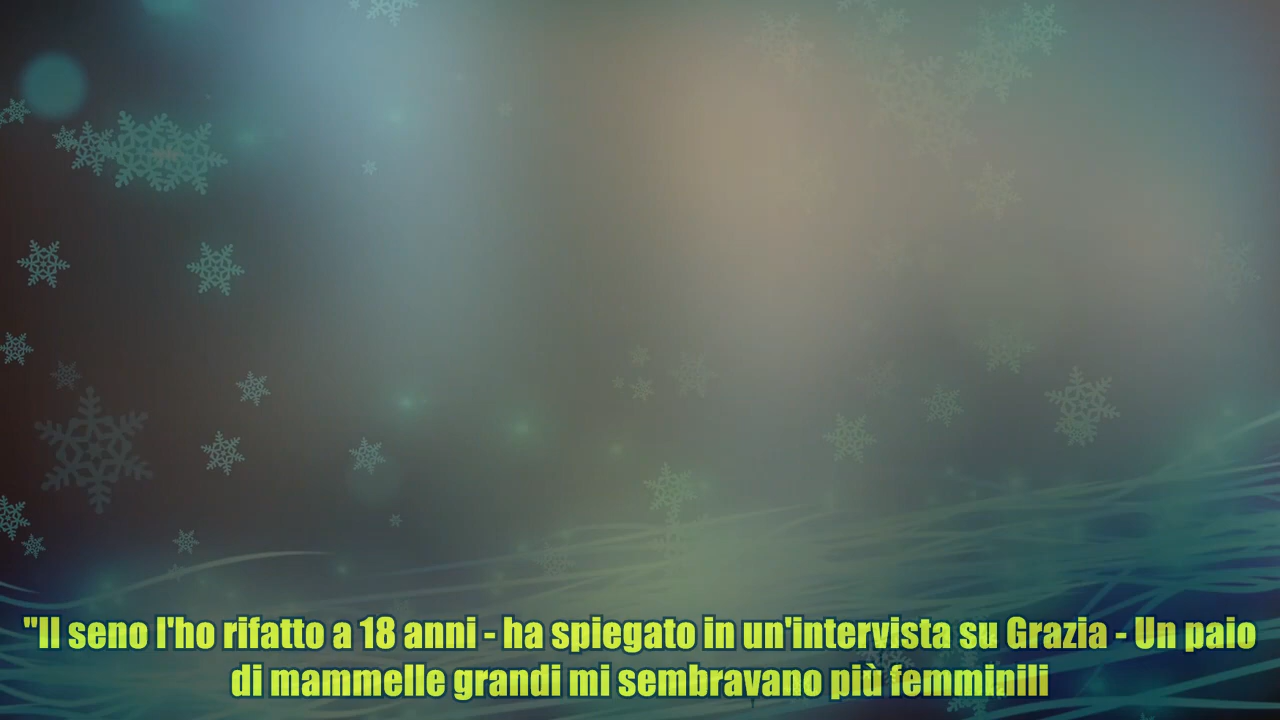 "Il seno l'ho rifatto a 18 anni - ha spiegato in un'intervista su Grazia - Un paio
di mammelle grandi mi sembravano più femminili